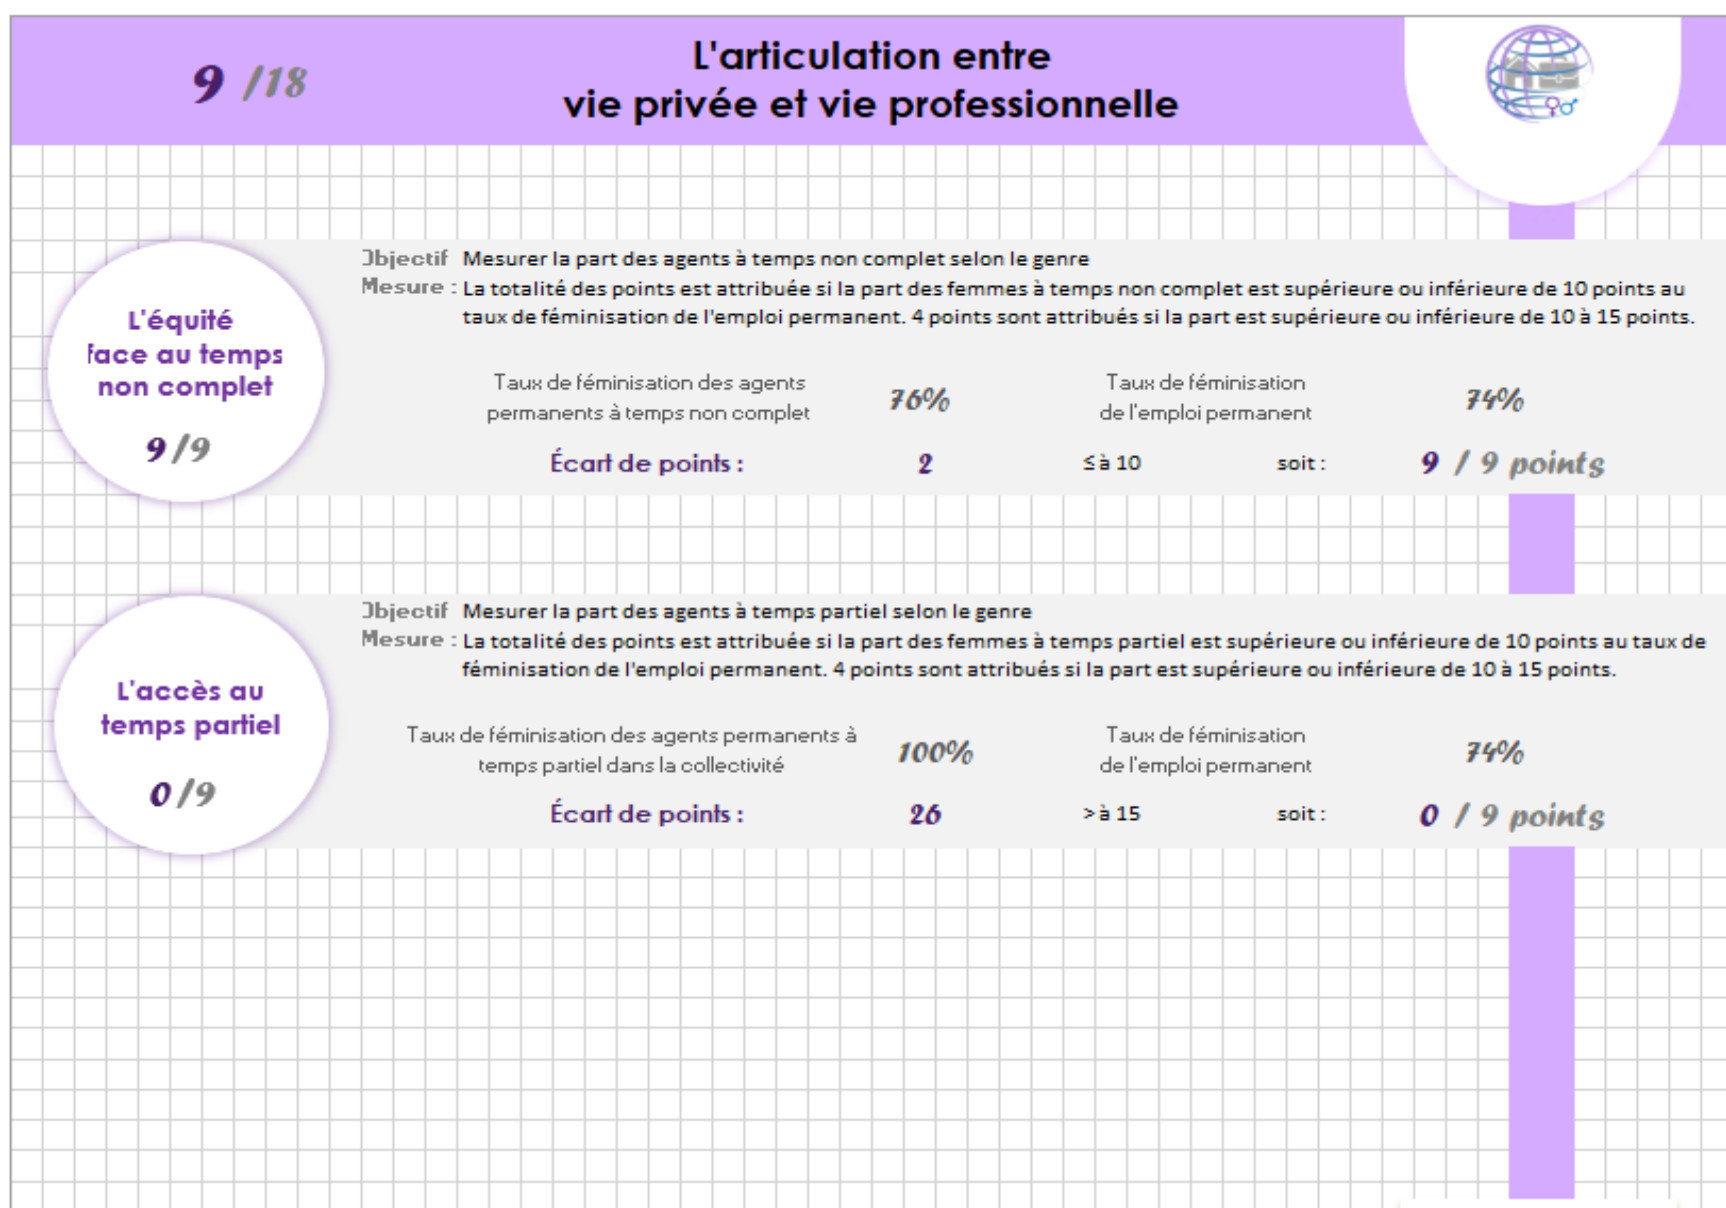 9 /18
L'articulation entre
vie privée et vie professionnelle
L'équité
face au temps
non complet
9/9
Objectif Mesurer la part des agents à temps non complet selon le genre
Mesure : La totalité des points est attribuée si la part des femmes à temps non complet est supérieure ou inférieure de 10 points au
taux de féminisation de l'emploi permanent. 4 points sont attribués si la part est supérieure ou inférieure de 10 à 15 points.
Taux de féminisation des agents
permanents à temps non complet
76%
Taux de féminisation
de l'emploi permanent
74%
Écart de points : 2 ≤ à 10 soit : 9 / 9 points
L'accès au
temps partiel
0/9
Objectif Mesurer la part des agents à temps partiel selon le genre
Mesure : La totalité des points est attribuée si la part des femmes à temps partiel est supérieure ou inférieure de 10 points au taux de
féminisation de l'emploi permanent. 4 points sont attribués si la part est supérieure ou inférieure de 10 à 15 points.
Taux de féminisation des agents permanents à
temps partiel dans la collectivité
100%
Taux de féminisation
de l'emploi permanent
74%
Écart de points : 26 > à 15 soit : 0 / 9 points